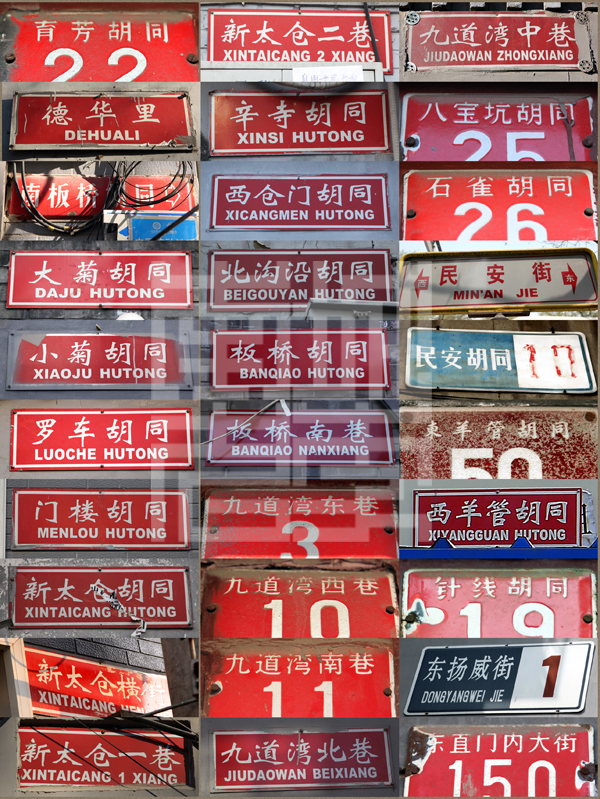 育芳胡同
22
德华里
DEHUALI
南板桥
同
大菊胡同
DAJU HUTONG
小菊胡同
XIAOJU HUTONG
罗车胡同
LUOCHE HUTONG
门楼胡同
MENLOU HUTONG
新太仓胡同
XINTAICANG HUTONG
新太仓横街
XINTAICANG HEN
新太仓一巷
XINTAICANG 1 XIANG
新太仓二巷
XINTAICANG 2 XIANG
辛寺胡同
XINSI HUTONG
西仓门胡同
XICANGMEN HUTONG
北沟沿胡同
BEIGOUYAN HUTONG
板桥胡同
BANQIAO HUTONG
板桥南巷
BANQIAO NANXIANG
九道湾东巷
3
九道湾西巷
10
九道湾南巷
11
九道湾北巷
JIUDAOWAN BEIXIANG
九道湾中巷
JIUDAOWAN ZHONGXIANG
八宝坑胡同
25
石雀胡同
26
西 民安街 东
MIN'AN JIE
民安胡同 17
東羊管胡同
50
西羊管胡同
XIYANGGUAN HUTONG
针线胡同
19
东扬威街 1
DONGYANGWEI JIE
东直门内大街
150